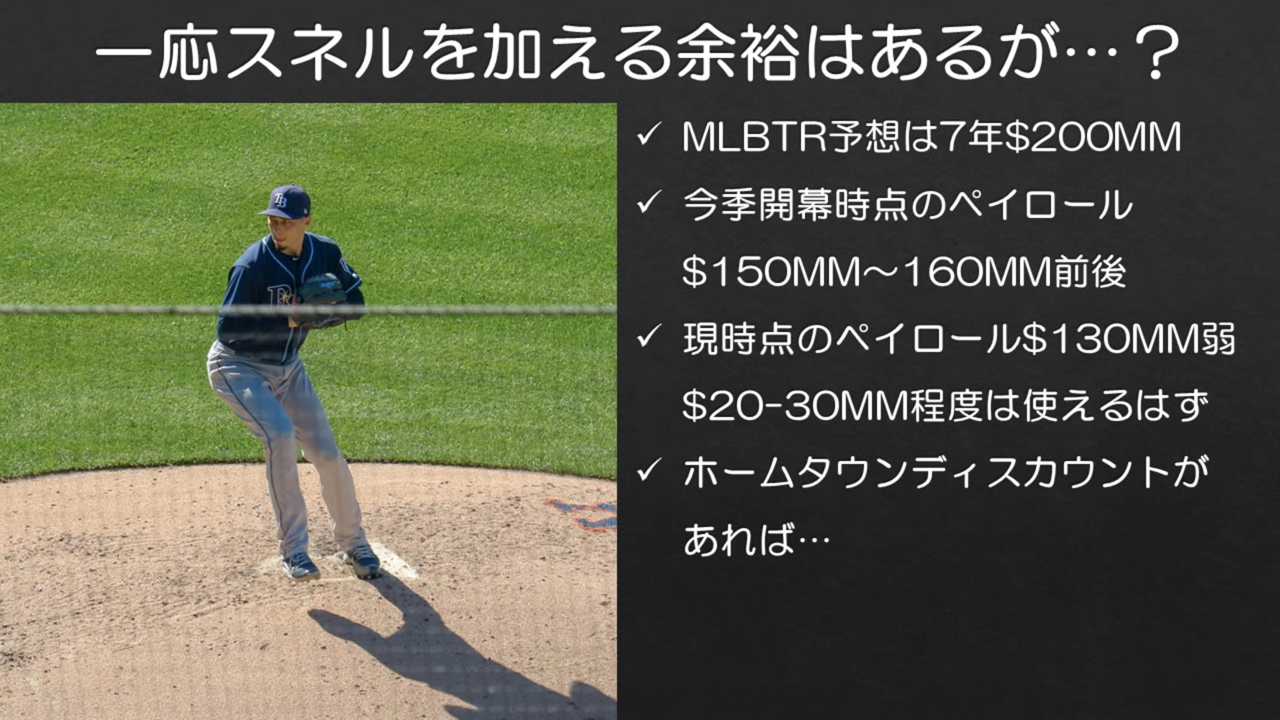 一応スネルを加える余裕はあるが…？
✓ MLBTR予想は7年$200MM
✓ 今季開幕時点のペイロール
$150MM～160MM前後
✓ 現時点のペイロール$130MM弱
$20-30MM程度は使えるはず
✓ ホームタウンディスカウントが
あれば…
TB